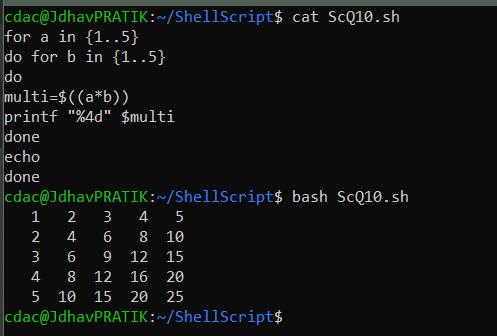 cdac@JdhavPRATIK:~/ShellScript$ cat ScQ10.sh
for a in {1..5}
do for b in {1..5}
do
multi=$((a*b))
printf "%4d" $multi
done
echo
done
cdac@JdhavPRATIK:~/ShellScript$ bash ScQ10.sh
   1   2   3   4   5
   2   4   6   8  10
   3   6   9  12  15
   4   8  12  16  20
   5  10  15  20  25
cdac@JdhavPRATIK:~/ShellScript$